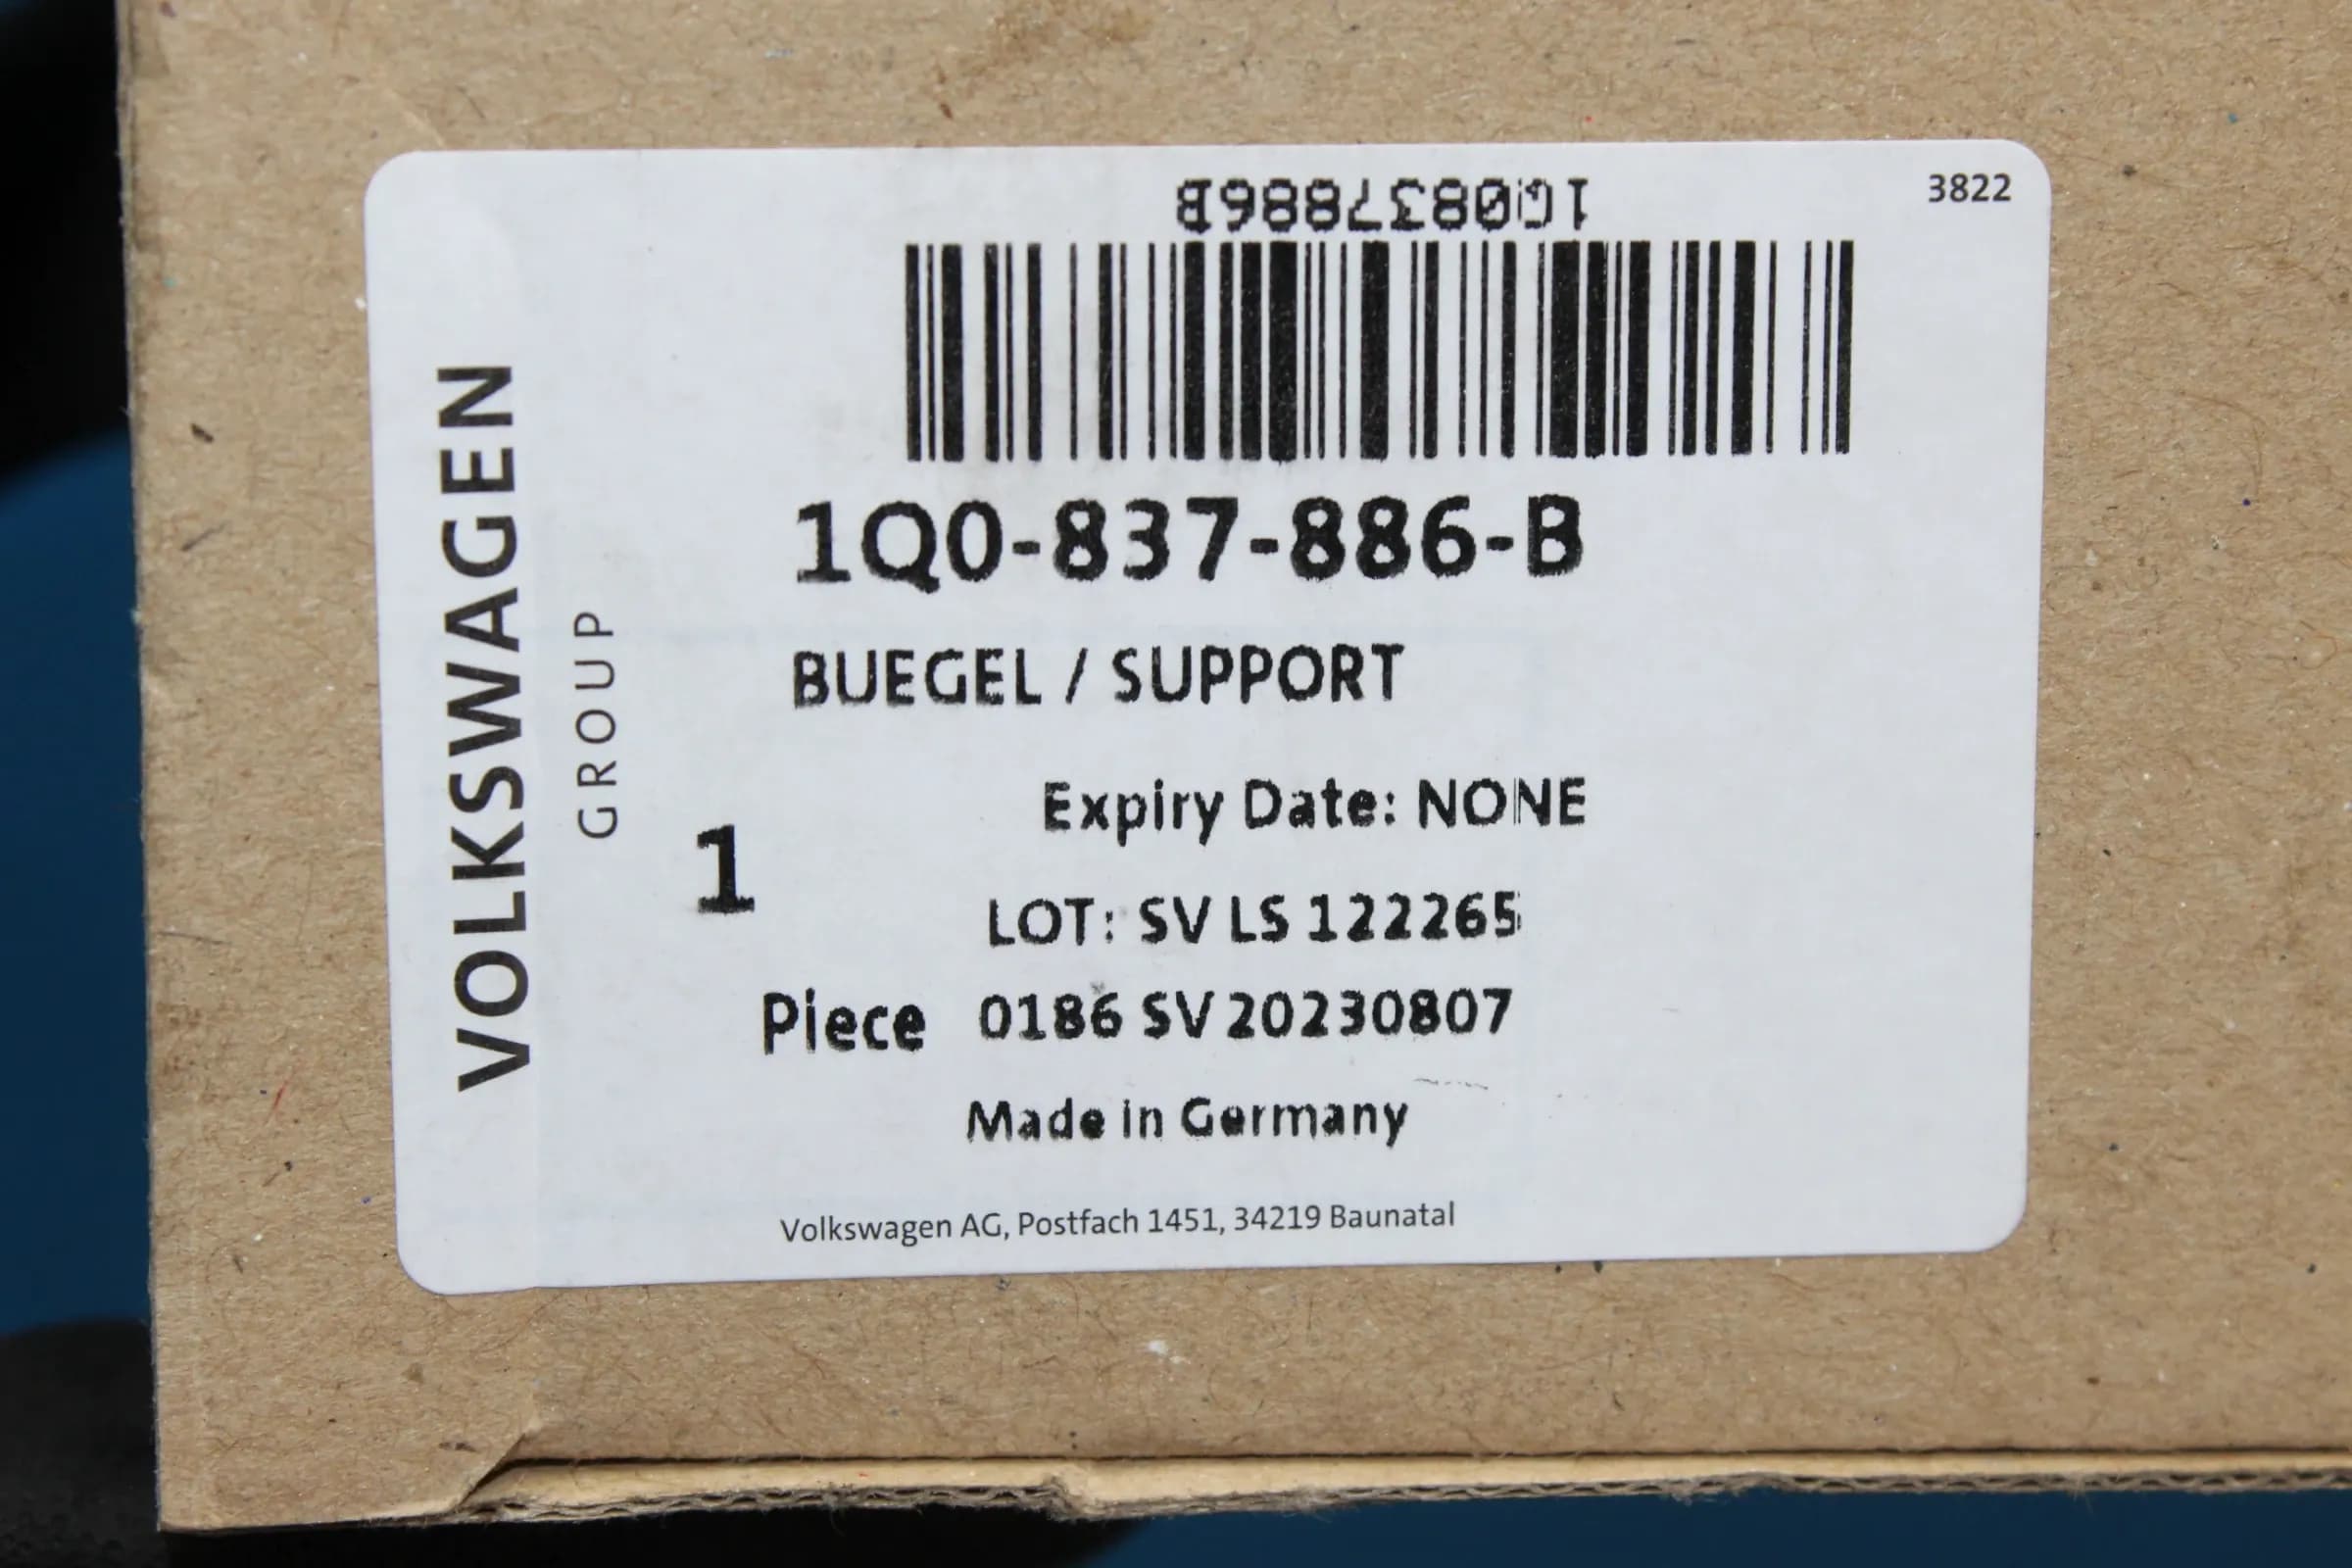 3822
1Q0837886B
1Q0-837-886-B
BUEGEL / SUPPORT
Expiry Date: NONE
1
LOT: SV LS 122265
Piece 0186 SV 20230807
Made in Germany
Volkswagen AG, Postfach 1451, 34219 Baunatal
VOLKSWAGEN
GROUP